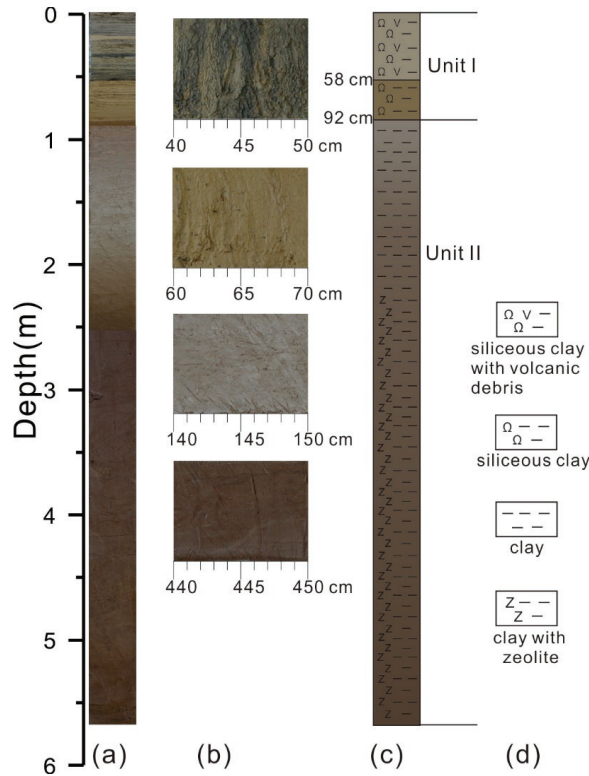 Depth(m)
0
1
2
3
4
5
6
40 45 50 cm
60 65 70 cm
140 145 150 cm
440 445 450 cm
58 cm
92 cm
Ω V –
Ω
Ω V –
Ω
Ω V –
Ω – –
Ω –
Ω – –
Unit I
Unit II
Z
Ω V –
Ω –
siliceous clay
with volcanic
debris
Ω – –
Ω –
siliceous clay
clay
Z – –
Z –
clay with
zeolite
(a) (b) (c) (d)